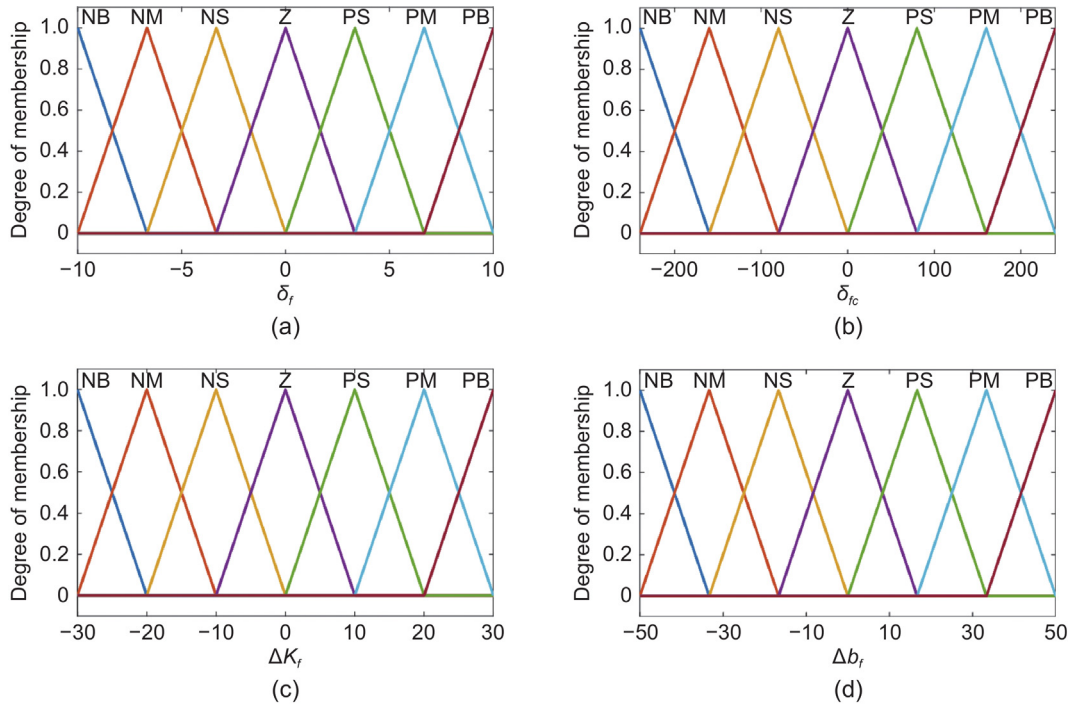 NB NM NS Z PS PM PB
1.0
0.8
0.6
0.4
0.2
0
Degree of membership
−10 −5 0 5 10
δf
(a)
NB NM NS Z PS PM PB
1.0
0.8
0.6
0.4
0.2
0
Degree of membership
−200 −100 0 100 200
δfc
(b)
NB NM NS Z PS PM PB
1.0
0.8
0.6
0.4
0.2
0
Degree of membership
−30 −20 −10 0 10 20 30
ΔKf
(c)
NB NM NS Z PS PM PB
1.0
0.8
0.6
0.4
0.2
0
Degree of membership
−50 −30 −10 0 10 30 50
Δbf
(d)